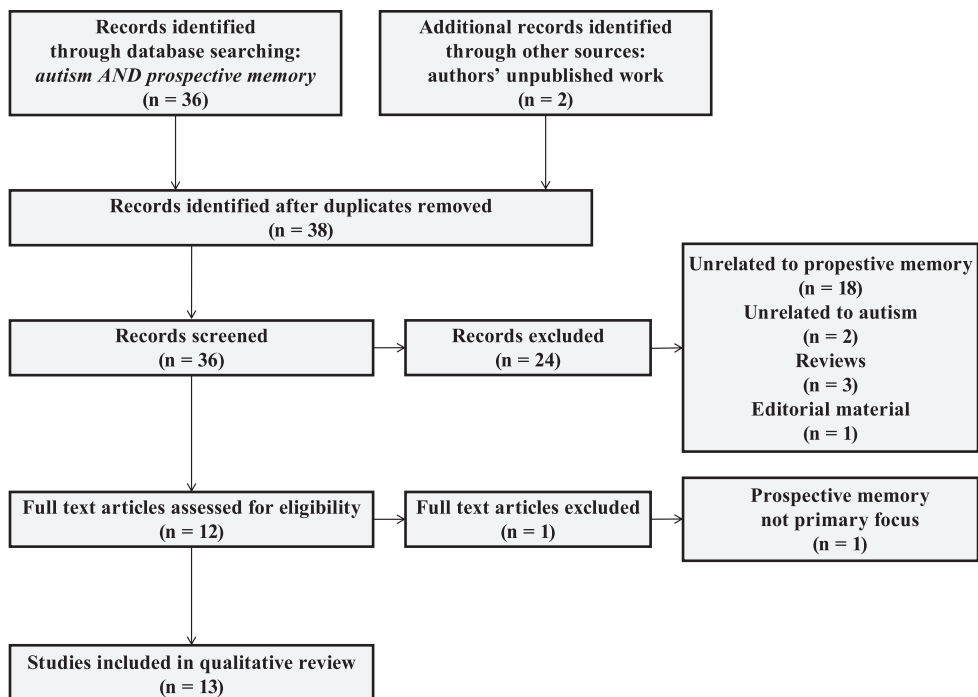 Records identified
through database searching:
autism AND prospective memory
(n = 36)
Additional records identified
through other sources:
authors' unpublished work
(n = 2)
Records identified after duplicates removed
(n = 38)
Records screened
(n = 36)
Records excluded
(n = 24)
Unrelated to propestive memory
(n = 18)
Unrelated to autism
(n = 2)
Reviews
(n = 3)
Editorial material
(n = 1)
Full text articles assessed for eligibility
(n = 12)
Full text articles excluded
(n = 1)
Prospective memory
not primary focus
(n = 1)
Studies included in qualitative review
(n = 13)